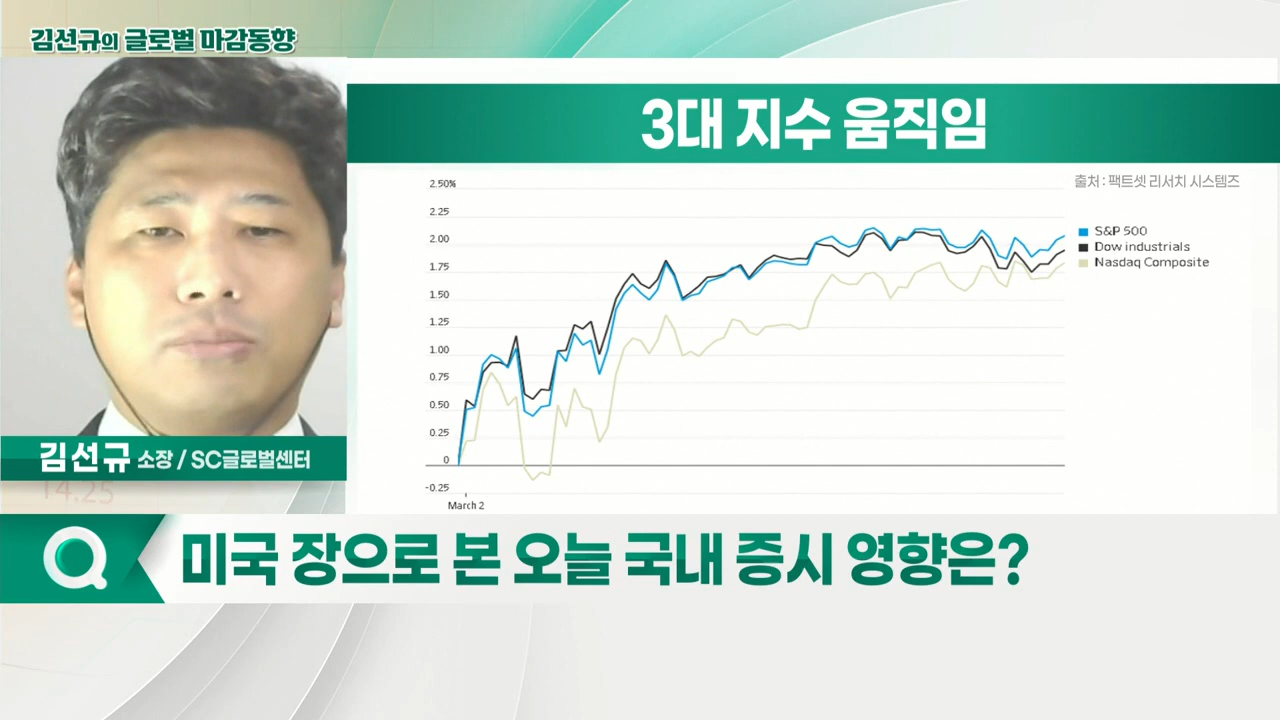 김선규의 글로벌 마감동향
3대 지수 움직임
출처 : 팩트셋 리서치 시스템즈
2.50%
2.25
2.00
1.75
1.50
1.25
1.00
0.75
0.50
0.25
0
-0.25
March 2
S&P 500
Dow industrials
Nasdaq Composite
김선규 소장 / SC글로벌센터
14.25
Q 미국 장으로 본 오늘 국내 증시 영향은?